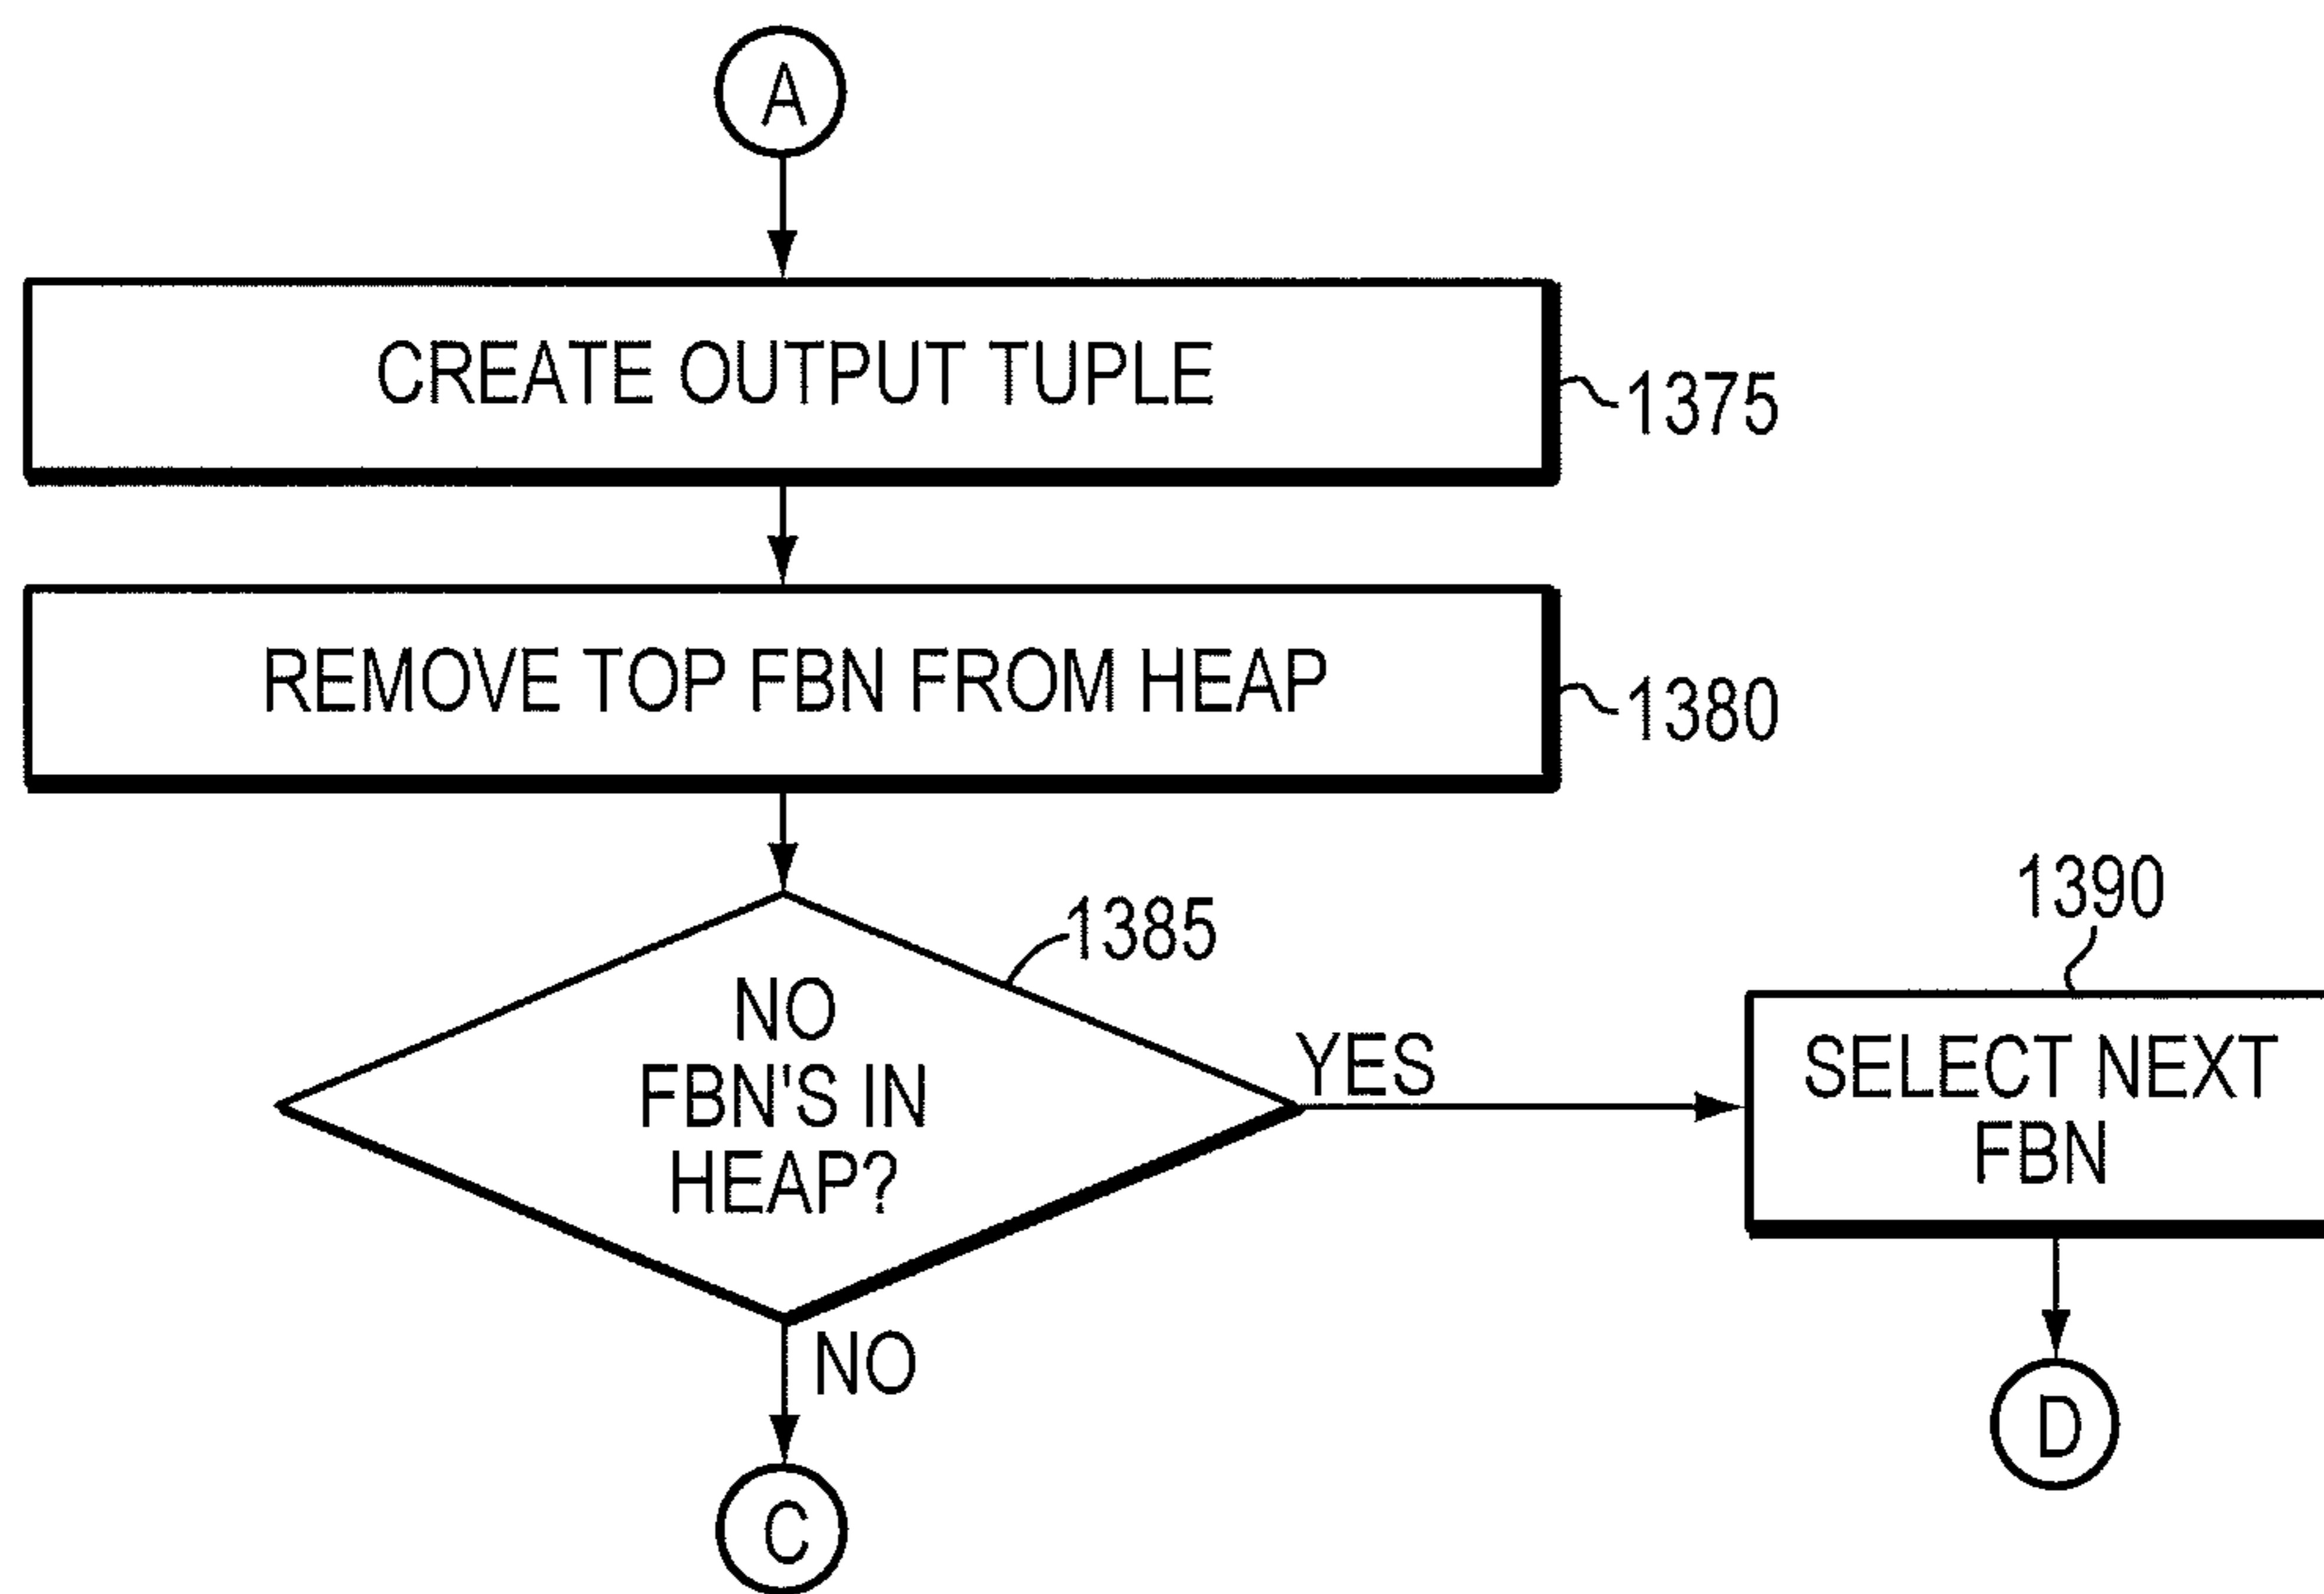 A
CREATE OUTPUT TUPLE
1375
REMOVE TOP FBN FROM HEAP
1380
1385
NO
FBN'S IN
HEAP?
YES
1390
SELECT NEXT
FBN
NO
D
C